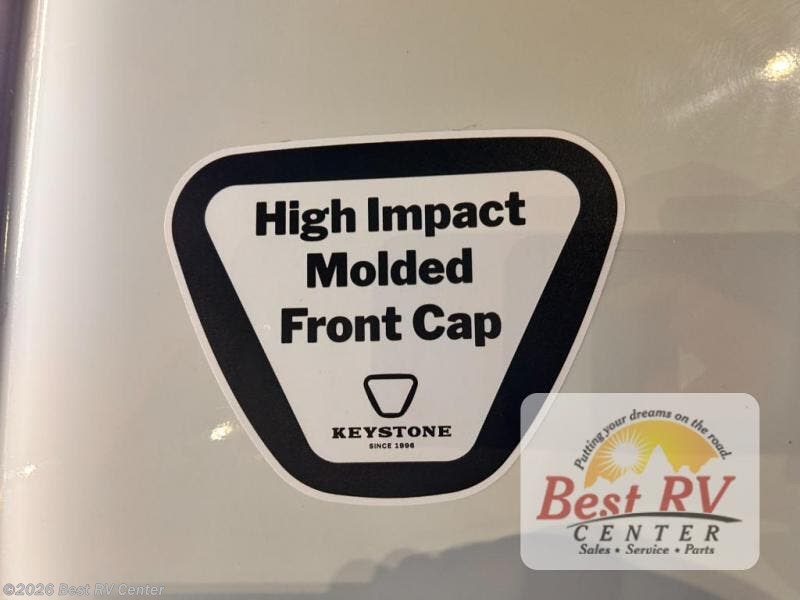 High Impact
Molded
Front Cap
KEYSTONE
SINCE 1996
Putting your dreams on the road.
Best RV
CENTER
Sales • Service • Parts
©2026 Best RV Center